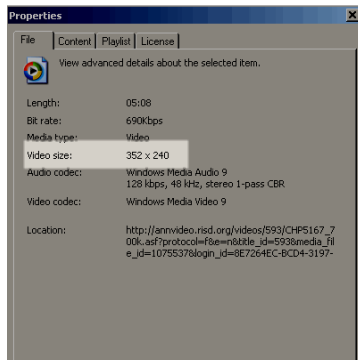 Properties
File Content Playlist License
View advanced details about the selected item.
Length: 05:08
Bit rate: 690Kbps
Media type: Video
Video size: 352 x 240
Audio codec: Windows Media Audio 9
128 kbps, 48 kHz, stereo 1-pass CBR
Video codec: Windows Media Video 9
Location: http://annvideo.risd.org/videos/593/CHP5167_7
00k.asf?protocol=f&e=n&title_id=593&media_fil
e_id=1075537&login_id=8E7264EC-BCD4-3197-